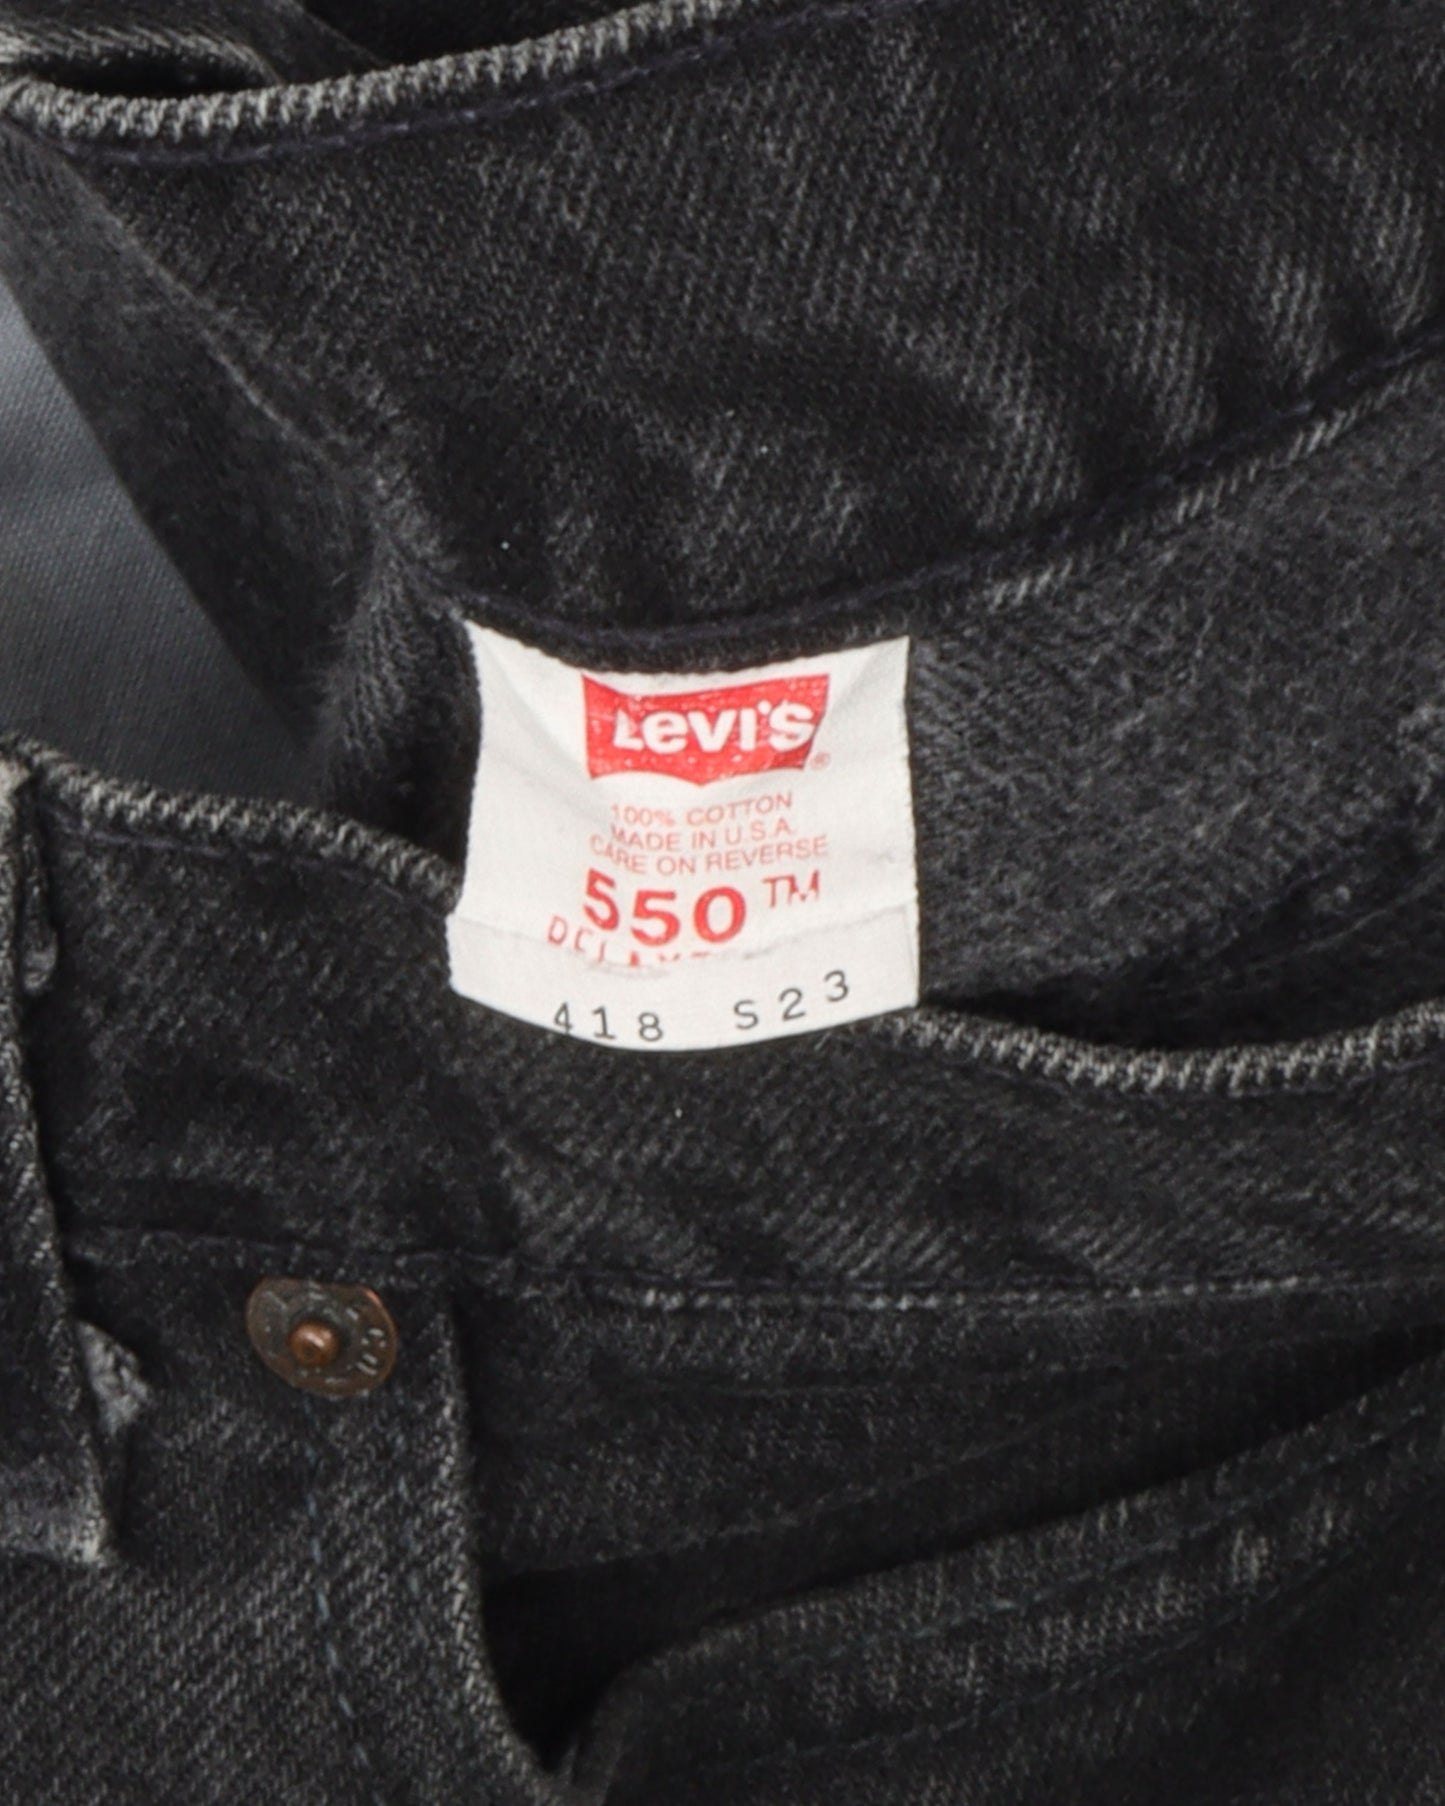 Levi's ®
100% COTTON
MADE IN U.S.A.
CARE ON REVERSE
550 TM
418 S23